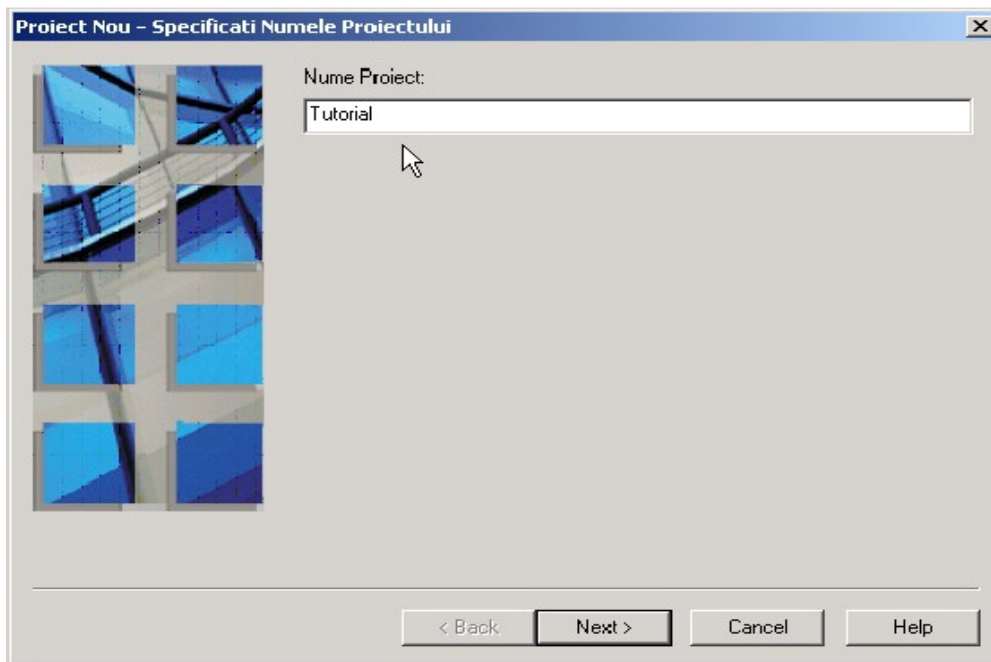 Proiect Nou – Specificati Numele Proiectului
Nume Proiect:
Tutorial
< Back
Next >
Cancel
Help